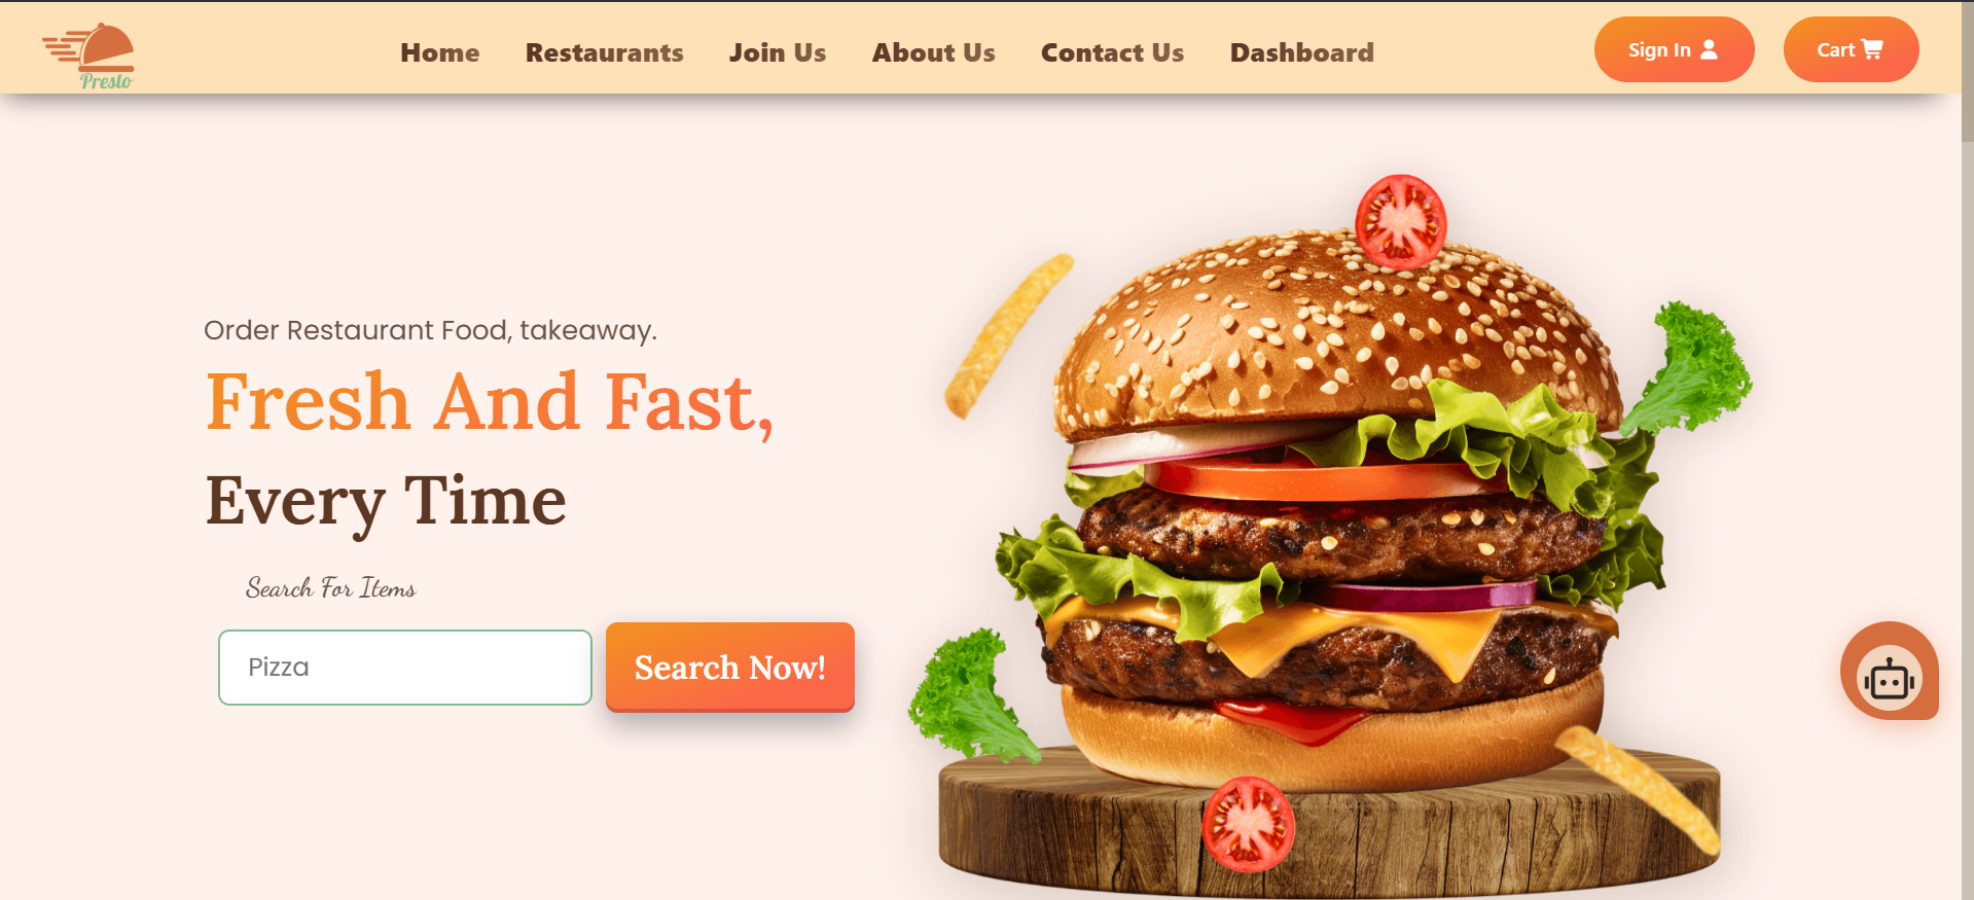 Presto
Home Restaurants Join Us About Us Contact Us Dashboard Sign In Cart
Order Restaurant Food, takeaway.
Fresh And Fast,
Every Time
Search For Items
Pizza Search Now!